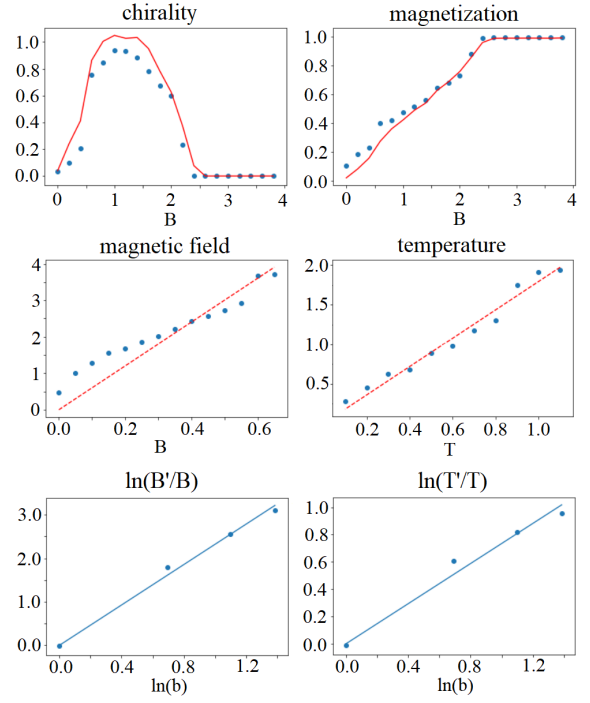 chirality
1.0
0.8
0.6
0.4
0.2
0.0
0 1 2 3 4
B
magnetization
1.0
0.8
0.6
0.4
0.2
0.0
0 1 2 3 4
B
magnetic field
4
3
2
1
0
0.0 0.2 0.4 0.6
B
temperature
2.0
1.5
1.0
0.5
0.2 0.4 0.6 0.8 1.0
T
ln(B'/B)
3.0
2.0
1.0
0.0
0.0 0.4 0.8 1.2
ln(b)
ln(T'/T)
1.0
0.8
0.6
0.4
0.2
0.0
0.0 0.4 0.8 1.2
ln(b)